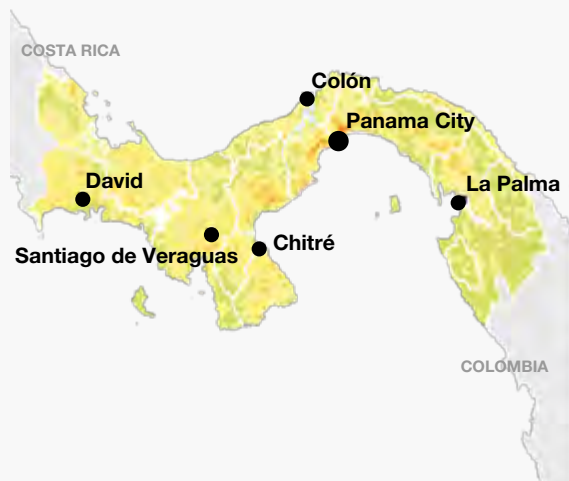 COSTA RICA
Colón
Panama City
David
La Palma
Santiago de Veraguas
Chitré
COLOMBIA